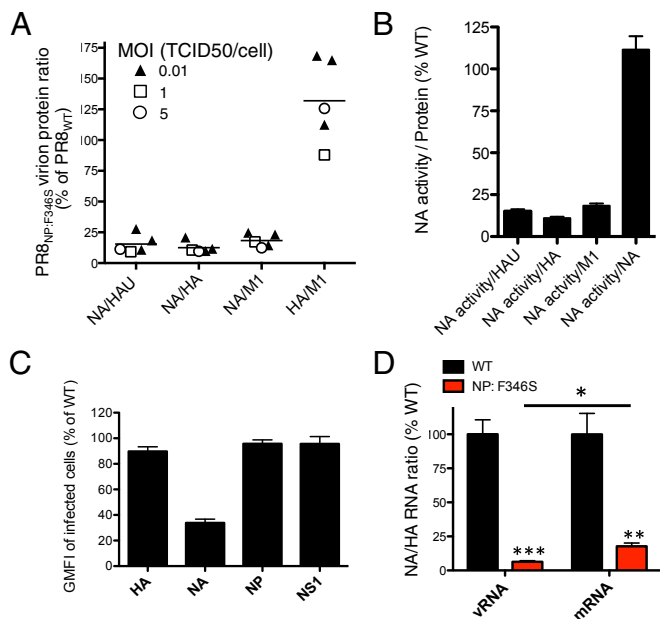 A
MOI (TCID50/cell)
0.01
1
5
PR8NP:F346S virion protein ratio
(% of PR8WT)
175
150
125
100
75
50
25
0
NA/HAU
NA/HA
NA/M1
HA/M1
B
NA activity / Protein (% WT)
125
100
75
50
25
0
NA activity/HAU
NA activity/HA
NA activity/M1
NA activity/NA
C
GMFI of infected cells (% of WT)
120
100
80
60
40
20
0
HA
NA
NP
NS1
D
WT
NP: F346S
NA/HA RNA ratio (% WT)
125
100
75
50
25
0
*
***
**
vRNA
mRNA